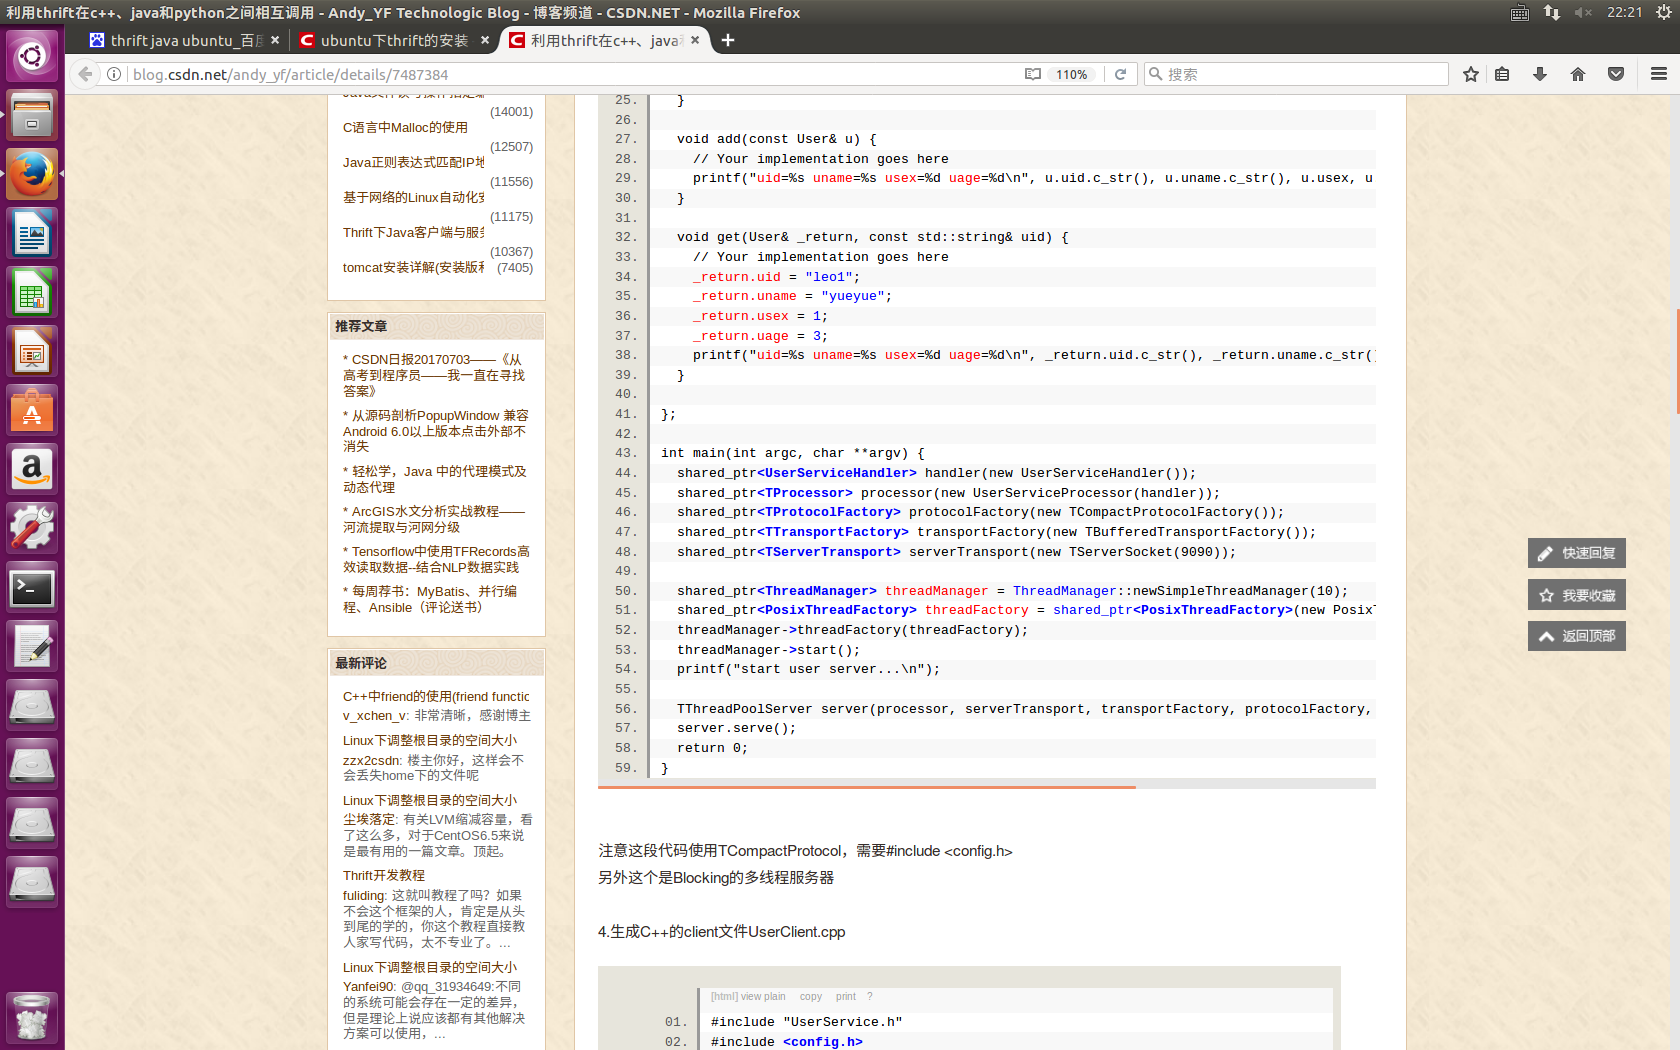 利用thrift在c++、java和python之间相互调用 - Andy_YF Technologic Blog - 博客频道 - CSDN.NET - Mozilla Firefox
22:21
thrift java ubuntu_百度
ubuntu下thrift的安装
利用thrift在c++、java和
blog.csdn.net/andy_yf/article/details/7487384
110%
搜索
(14001)
C语言中Malloc的使用
(12507)
Java正则表达式匹配IP地
(11556)
基于网络的Linux自动化安
(11175)
Thrift下Java客户端与服务
(10367)
tomcat安装详解(安装版和
(7405)
推荐文章
* CSDN日报20170703——《从
高考到程序员——我一直在寻找
答案》
* 从源码剖析PopupWindow 兼容
Android 6.0以上版本点击外部不
消失
* 轻松学，Java 中的代理模式及
动态代理
* ArcGIS水文分析实战教程——
河流提取与河网分级
* Tensorflow中使用TFRecords高
效读取数据--结合NLP数据实践
* 每周荐书：MyBatis、并行编
程、Ansible（评论送书）
最新评论
C++中friend的使用(friend functio
v_xchen_v: 非常清晰，感谢博主
Linux下调整根目录的空间大小
zzx2csdn: 楼主你好，这样会不
会丢失home下的文件呢
Linux下调整根目录的空间大小
尘埃落定: 有关LVM缩减容量，看
了这么多，对于CentOS6.5来说
是最有用的一篇文章。顶起。
Thrift开发教程
fuliding: 这就叫教程了吗？如果
不会这个框架的人，肯定是从头
到尾的学的，你这个教程直接教
人家写代码，太不专业了。...
Linux下调整根目录的空间大小
Yanfei90: @qq_31934649:不同
的系统可能会存在一定的差异，
但是理论上说应该都有其他解决
方案可以使用，...
25. }
26.
27. void add(const User& u) {
28. // Your implementation goes here
29. printf("uid=%s uname=%s usex=%d uage=%d\n", u.uid.c_str(), u.uname.c_str(), u.usex, u
30. }
31.
32. void get(User& _return, const std::string& uid) {
33. // Your implementation goes here
34. _return.uid = "leo1";
35. _return.uname = "yueyue";
36. _return.usex = 1;
37. _return.uage = 3;
38. printf("uid=%s uname=%s usex=%d uage=%d\n", _return.uid.c_str(), _return.uname.c_str()
39. }
40.
41. };
42.
43. int main(int argc, char **argv) {
44. shared_ptr<UserServiceHandler> handler(new UserServiceHandler());
45. shared_ptr<TProcessor> processor(new UserServiceProcessor(handler));
46. shared_ptr<TProtocolFactory> protocolFactory(new TCompactProtocolFactory());
47. shared_ptr<TTransportFactory> transportFactory(new TBufferedTransportFactory());
48. shared_ptr<TServerTransport> serverTransport(new TServerSocket(9090));
49.
50. shared_ptr<ThreadManager> threadManager = ThreadManager::newSimpleThreadManager(10);
51. shared_ptr<PosixThreadFactory> threadFactory = shared_ptr<PosixThreadFactory>(new PosixT
52. threadManager->threadFactory(threadFactory);
53. threadManager->start();
54. printf("start user server...\n");
55.
56. TThreadPoolServer server(processor, serverTransport, transportFactory, protocolFactory,
57. server.serve();
58. return 0;
59. }
注意这段代码使用TCompactProtocol，需要#include <config.h>
另外这个是Blocking的多线程服务器
4.生成C++的client文件UserClient.cpp
[html] view plain copy print ?
01. #include "UserService.h"
02. #include <config.h>
快速回复
我要收藏
返回顶部